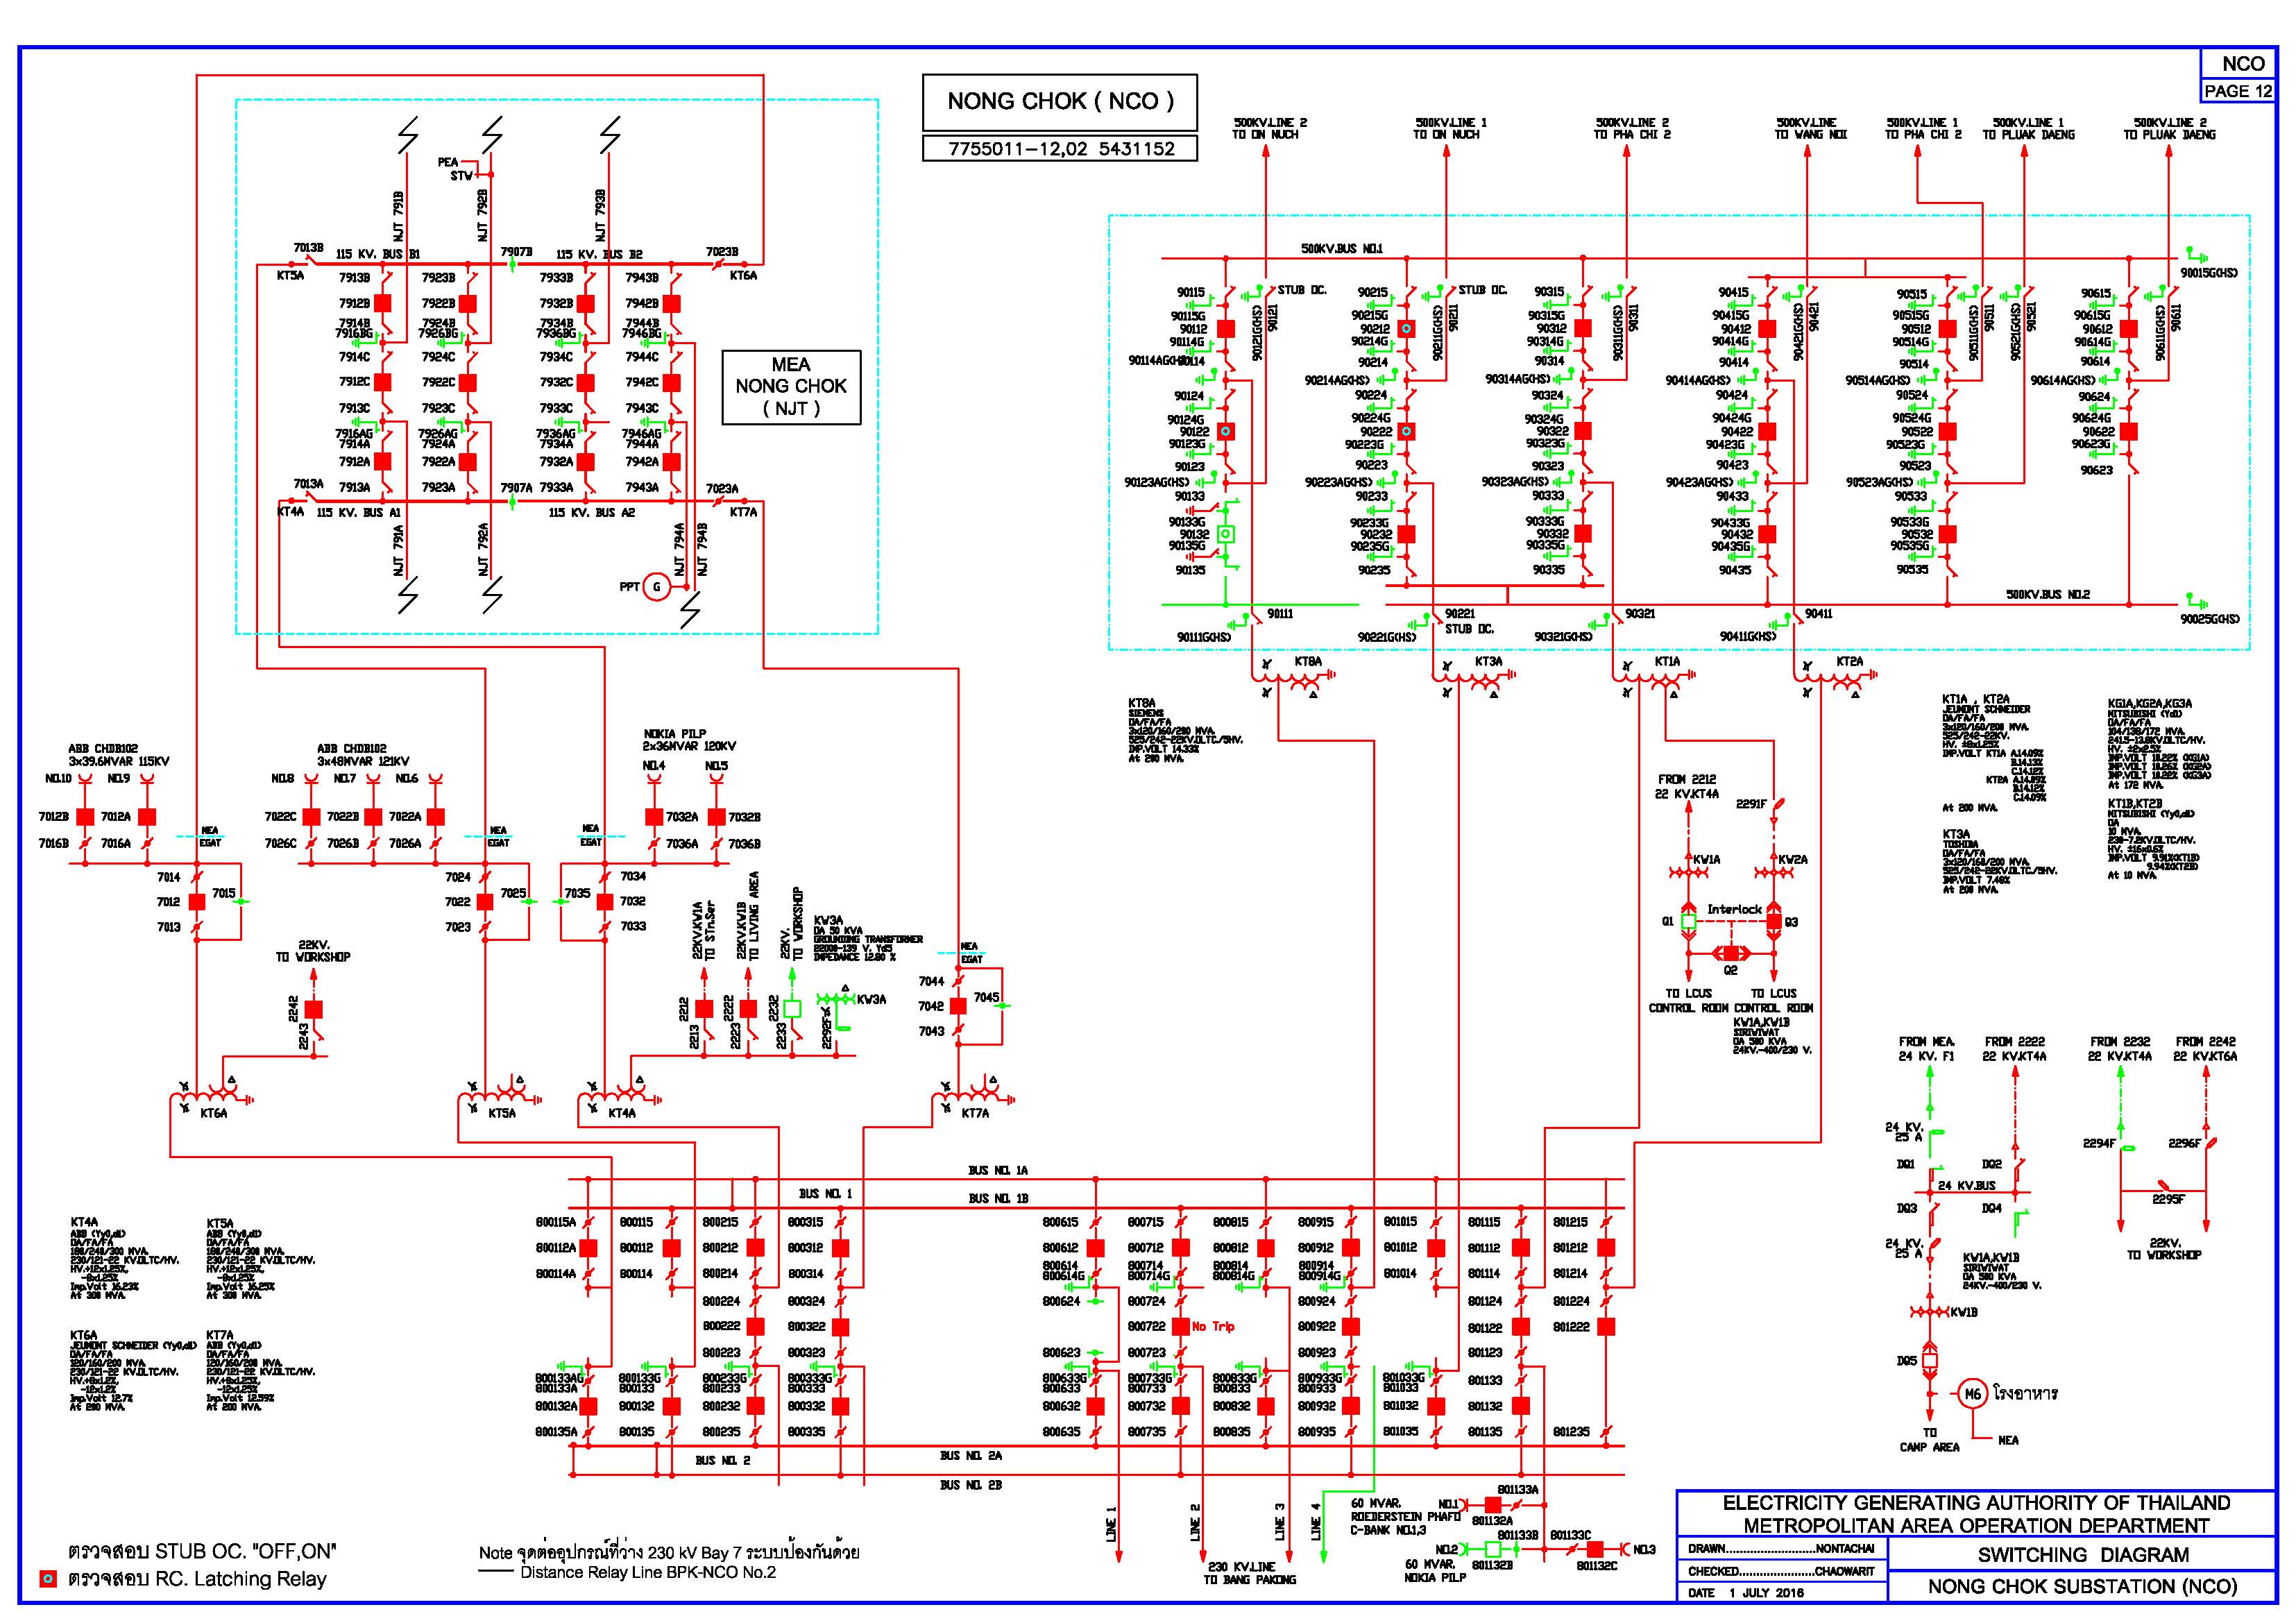 NCO
PAGE 12
NONG CHOK ( NCO )
7755011-12,02 5431152
500KV.LINE 2
TO ON NUCH
500KV.LINE 1
TO ON NUCH
500KV.LINE 2
TO PHA CHI 2
500KV.LINE
TO WANG NOI
500KV.LINE 1
TO PHA CHI 2
500KV.LINE 1
TO PLUAK DAENG
500KV.LINE 2
TO PLUAK DAENG
PEA
STW
NJT 791B
NJT 792B
NJT 793B
7013B
KT5A
115 KV. BUS B1
7907B
115 KV. BUS B2
7023B
KT6A
7913B 7923B 7933B 7943B
7912B 7922B 7932B 7942B
7914B 7924B 7934B 7944B
7916BG 7926BG 7936BG 7946BG
7914C 7924C 7934C 7944C
7912C 7922C 7932C 7942C
7913C 7923C 7933C 7943C
7916AG 7926AG 7936AG 7946AG
7914A 7924A 7934A 7944A
7912A 7922A 7932A 7942A
7913A 7923A 7933A 7943A
7013A
KT4A
115 KV. BUS A1
7907A
115 KV. BUS A2
7023A
KT7A
NJT 791A
NJT 792A
NJT 794A
NJT 794B
PPT
G
MEA
NONG CHOK
( NJT )
500KV.BUS NO.1
90015G(HS)
STUB OC.
STUB OC.
90115 90215 90315 90415 90515 90615
90115G 90215G 90315G 90415G 90515G 90615G
90112 90212 90312 90412 90512 90612
90114G 90214G 90314G 90414G 90514G 90614G
90114 90214 90314 90414 90514 90614
90121G(HS) 90121
90211G(HS) 90211
90311G(HS) 90311
90421G(HS) 90421
90511G(HS) 90511
90521G(HS) 90521
90611G(HS) 90611
90114AG(HS) 90214AG(HS) 90314AG(HS) 90414AG(HS) 90514AG(HS) 90614AG(HS)
90124 90224 90324 90424 90524 90624
90124G 90224G 90324G 90424G 90524G 90624G
90122 90222 90322 90422 90522 90622
90123G 90223G 90323G 90423G 90523G 90623G
90123 90223 90323 90423 90523 90623
90123AG(HS) 90223AG(HS) 90323AG(HS) 90423AG(HS) 90523AG(HS)
90133 90233 90333 90433 90533
90133G 90233G 90333G 90433G 90533G
90132 90232 90332 90432 90532
90135G 90235G 90335G 90435G 90535G
90135 90235 90335 90435 90535
500KV.BUS NO.2
90025G(HS)
90111 90221 90321 90411
STUB OC.
90111G(HS) 90221G(HS) 90321G(HS) 90411G(HS)
KT8A KT3A KT1A KT2A
KT8A
SIEMENS
OA/FA/FA
3x120/160/200 MVA.
525/242-22KV.OLTC./SHV.
IMP.VOLT 14.33%
At 200 MVA.
KT1A , KT2A
JEUMONT SCHNEIDER
OA/FA/FA
3x120/160/200 MVA.
525/242-22KV.
HV. ±8x1.25%
IMP.VOLT KT1A A.14.09%
B.14.13%
C.14.12%
KT2A A.14.09%
B.14.12%
C.14.09%
At 200 MVA.
KT3A
TOSHIBA
OA/FA/FA
3x120/160/200 MVA.
525/242-22KV.OLTC./SHV.
IMP.VOLT 7.48%
At 200 MVA.
KG1A,KG2A,KG3A
MITSUBISHI (Yd1)
OA/FA/FA
104/138/172 MVA.
241.5-13.8KV.OLTC/HV.
HV. ±2x2.5%
IMP.VOLT 18.22% (KG1A)
IMP.VOLT 18.26% (KG2A)
IMP.VOLT 18.22% (KG3A)
At 172 MVA.
KT1B,KT2B
MITSUBISHI (Yy0,d1)
OA
10 MVA.
230-7.2KV.OLTC/HV.
HV. ±16x0.6%
IMP.VOLT 9.91%(KT1B)
9.94%(KT2B)
At 10 MVA.
ABB CHDB102
3x39.6MVAR 115KV
NO.10 NO.9
7012B 7012A
7016B 7016A
ABB CHDB102
3x48MVAR 121KV
NO.8 NO.7 NO.6
7022C 7022B 7022A
7026C 7026B 7026A
NOKIA PILP
2x36MVAR 120KV
NO.4 NO.5
7032A 7032B
7036A 7036B
MEA
EGAT
MEA
EGAT
MEA
EGAT
MEA
EGAT
7014 7015
7012
7013
7024 7025
7022
7023
7035 7034
7032
7033
7044
7042 7045
7043
22KV.
TO WORKSHOP
2242
2243
22KV.KW1A
TO STn.Ser
22KV.KW1B
TO LIVING AREA
22KV.
TO WORKSHOP
2212
2213
2222
2223
2232
2233
2292F
KW3A
OA 50 KVA
GROUNDING TRANSFORMER
22000-139 V. Yd5
IMPEDANCE 12.80 %
KW3A
KT6A KT5A KT4A KT7A
FROM 2212
22 KV.KT4A
2291F
KW1A
KW2A
Interlock
Q1
Q3
Q2
TO LCUS
CONTROL ROOM
TO LCUS
CONTROL ROOM
KW1A,KW1B
SIRIWIWAT
OA 500 KVA
24KV.-400/230 V.
FROM MEA.
24 KV. F1
FROM 2222
22 KV.KT4A
FROM 2232
22 KV.KT4A
FROM 2242
22 KV.KT6A
24 KV.
25 A
DQ1
DQ2
24 KV.BUS
DQ3
DQ4
24 KV.
25 A
KW1A,KW1B
SIRIWIWAT
OA 500 KVA
24KV.-400/230 V.
KW1B
DQ5
M6 โรงอาหาร
MEA
TO
CAMP AREA
2294F
2296F
2295F
22KV.
TO WORKSHOP
BUS NO. 1A
BUS NO. 1
BUS NO. 1B
800115A 800115 800215 800315 800615 800715 800815 800915 801015 801115 801215
800112A 800112 800212 800312 800612 800712 800812 800912 801012 801112 801212
800114A 800114 800214 800314 800614 800714 800814 800914 801014 801114 801214
800614G 800714G 800814G 800914G
800224 800324 800624 800724 800924 801124 801224
800222 800322 800722 No Trip 800922 801122 801222
800223 800323 800623 800723 800923 801123
800133AG 800133G 800233G 800333G 800633G 800733G 800833G 800933G 801033G
800133A 800133 800233 800333 800633 800733 800833 800933 801033 801133
800132A 800132 800232 800332 800632 800732 800832 800932 801032 801132
800135A 800135 800235 800335 800635 800735 800835 800935 801035 801135 801235
BUS NO. 2
BUS NO. 2A
BUS NO. 2B
LINE 1
LINE 2
LINE 3
LINE 4
230 KV.LINE
TO BANG PAKONG
60 MVAR.
ROEDERSTEIN PHAFO
C-BANK NO.1,3
NO.1
801133A
801132A
801133B 801133C
NO.2
801132B
60 MVAR.
NOKIA PILP
NO.3
801132C
KT4A
ABB (Yy0,d1)
OA/FA/FA
180/240/300 MVA.
230/121-22 KV.OLTC/HV.
HV.+12x1.25%,
-8x1.25%
Imp.Volt 16.23%
At 300 MVA.
KT5A
ABB (Yy0,d1)
OA/FA/FA
180/240/300 MVA.
230/121-22 KV.OLTC/HV.
HV.+12x1.25%,
-8x1.25%
Imp.Volt 16.25%
At 300 MVA.
KT6A
JEUMONT SCHNEIDER (Yy0,d1)
OA/FA/FA
120/160/200 MVA.
230/121-22 KV.OLTC/HV.
HV.+8x1.2%,
-12x1.2%
Imp.Volt 12.7%
At 200 MVA.
KT7A
ABB (Yy0,d1)
OA/FA/FA
120/160/200 MVA.
230/121-22 KV.OLTC/HV.
HV.+8x1.25%,
-12x1.25%
Imp.Volt 12.59%
At 200 MVA.
ตรวจสอบ STUB OC. "OFF,ON"
ตรวจสอบ RC. Latching Relay
Note จุดต่ออุปกรณ์ที่ว่าง 230 kV Bay 7 ระบบป้องกันด้วย
Distance Relay Line BPK-NCO No.2
ELECTRICITY GENERATING AUTHORITY OF THAILAND
METROPOLITAN AREA OPERATION DEPARTMENT
DRAWN..........................NONTACHAI
CHECKED......................CHAOWARIT
DATE 1 JULY 2016
SWITCHING DIAGRAM
NONG CHOK SUBSTATION (NCO)